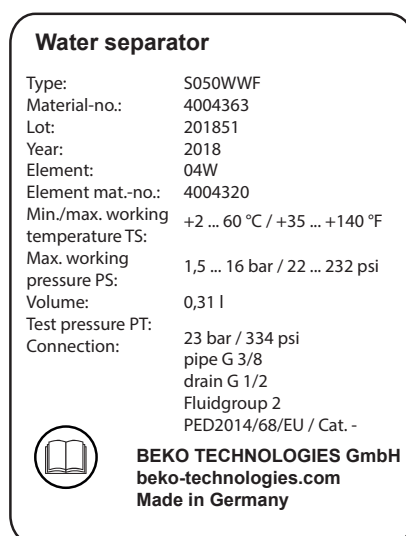 Water separator
Type: S050WWF
Material-no.: 4004363
Lot: 201851
Year: 2018
Element: 04W
Element mat.-no.: 4004320
Min./max. working
temperature TS: +2 ... 60 °C / +35 ... +140 °F
Max. working
pressure PS: 1,5 ... 16 bar / 22 ... 232 psi
Volume: 0,31 l
Test pressure PT: 23 bar / 334 psi
Connection: pipe G 3/8
drain G 1/2
Fluidgroup 2
PED2014/68/EU / Cat. -
BEKO TECHNOLOGIES GmbH
beko-technologies.com
Made in Germany